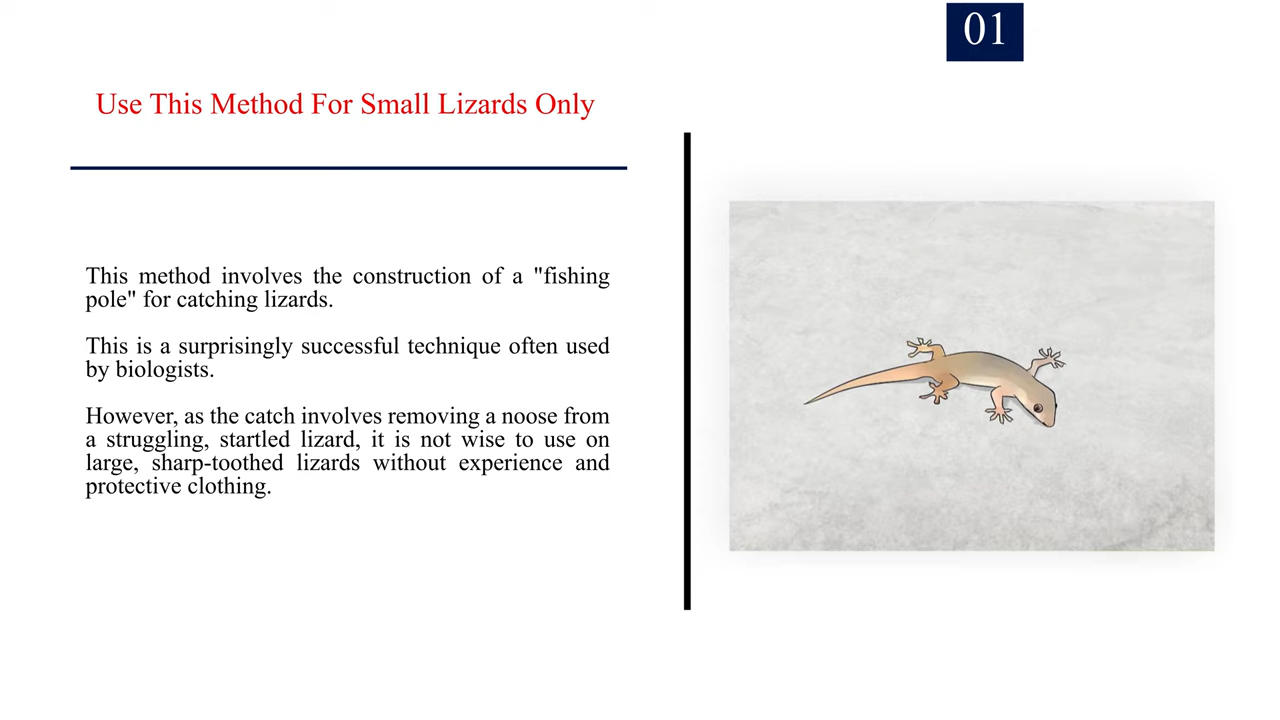 01
Use This Method For Small Lizards Only
This method involves the construction of a "fishing
pole" for catching lizards.
This is a surprisingly successful technique often used
by biologists.
However, as the catch involves removing a noose from
a struggling, startled lizard, it is not wise to use on
large, sharp-toothed lizards without experience and
protective clothing.